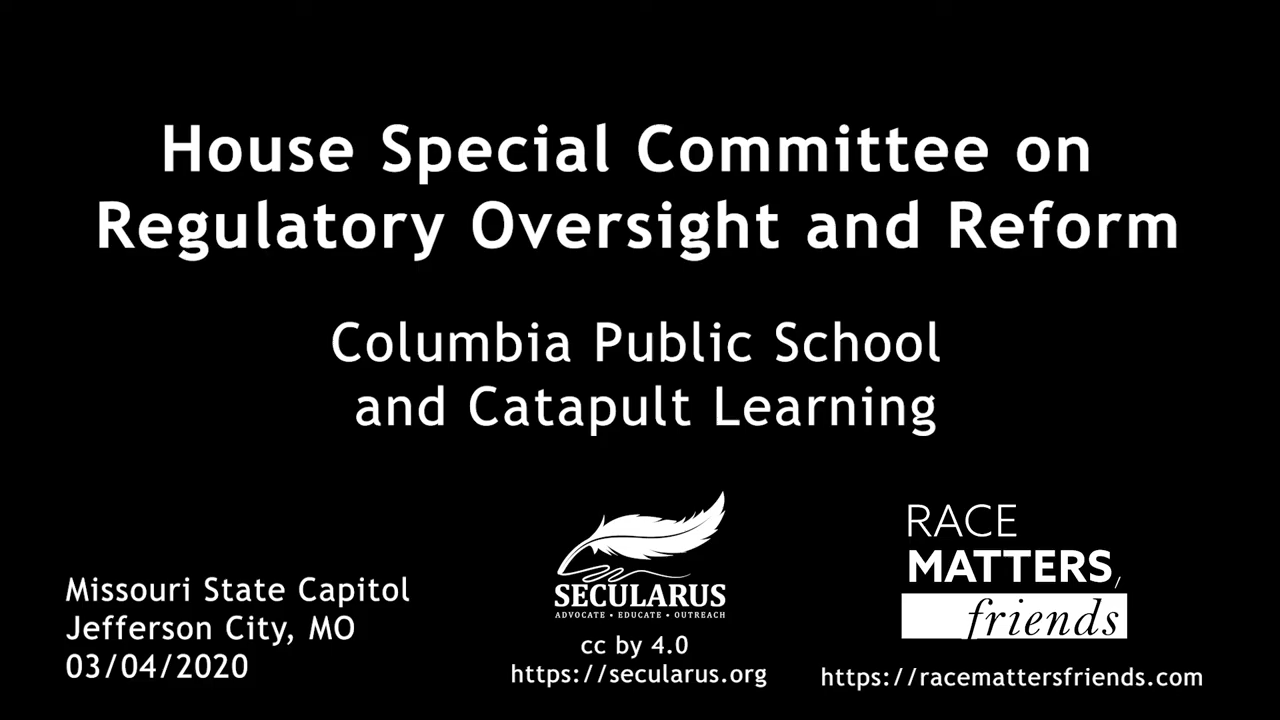 House Special Committee on
Regulatory Oversight and Reform
Columbia Public School
and Catapult Learning
Missouri State Capitol
Jefferson City, MO
03/04/2020
SECULARUS
ADVOCATE • EDUCATE • OUTREACH
cc by 4.0
https://secularus.org
RACE
MATTERS,
friends
https://racemattersfriends.com